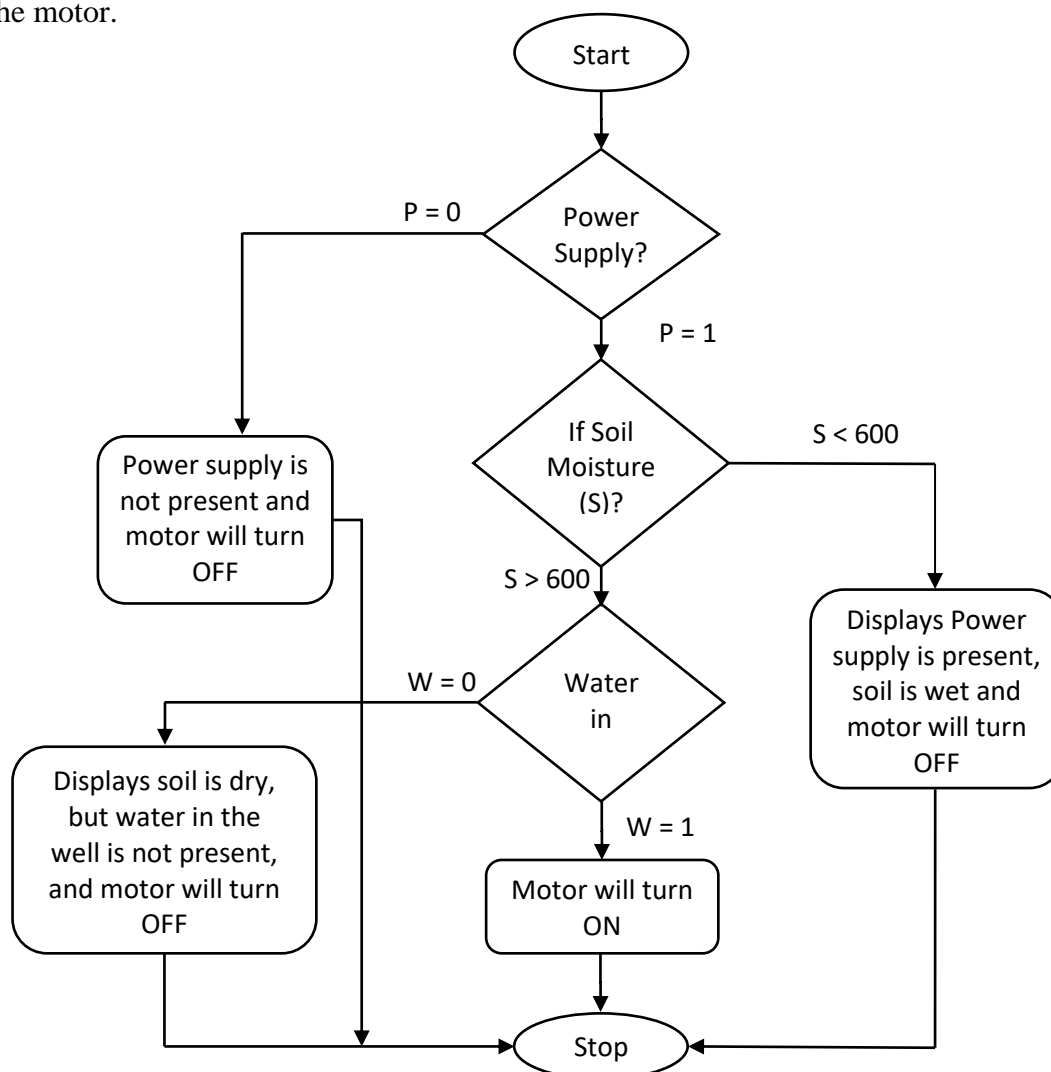 he motor.
Start
Power
Supply?
P = 0
P = 1
If Soil
Moisture
(S)?
S < 600
S > 600
Power supply is
not present and
motor will turn
OFF
Displays Power
supply is present,
soil is wet and
motor will turn
OFF
Water
in
W = 0
W = 1
Displays soil is dry,
but water in the
well is not present,
and motor will turn
OFF
Motor will turn
ON
Stop